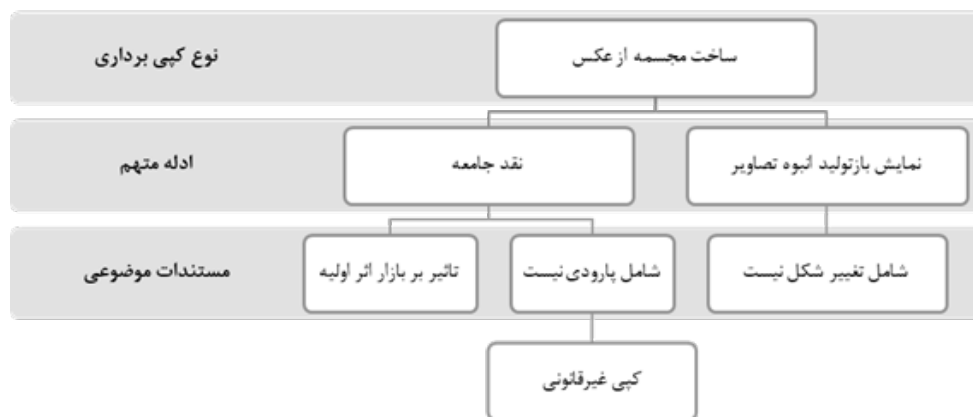 نوع کپی برداری
ساخت مجسمه از عکس
ادله متهم
نقد جامعه
نمایش بازتولید انبوه تصاویر
مستندات موضوعی
تاثیر بر بازار اثر اولیه
شامل پارودی نیست
شامل تغییر شکل نیست
کپی غیرقانونی